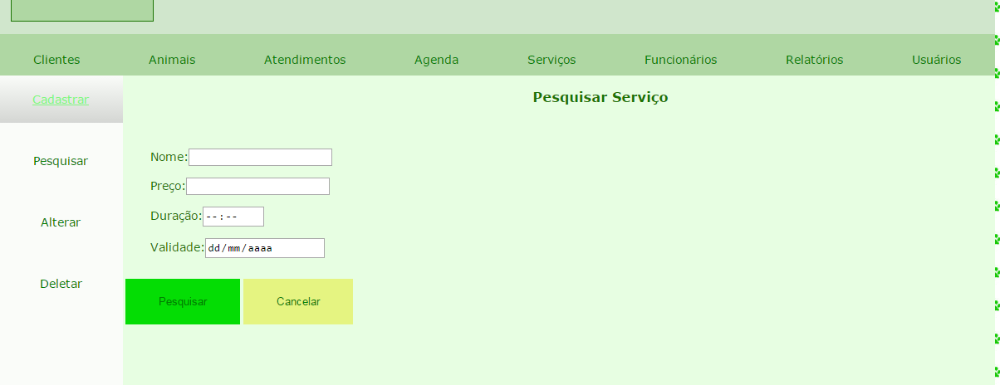 Clientes Animais Atendimentos Agenda Serviços Funcionários Relatórios Usuários
Cadastrar
Pesquisar
Alterar
Deletar
Pesquisar Serviço
Nome:
Preço:
Duração: --:--
Validade: dd/mm/aaaa
Pesquisar Cancelar